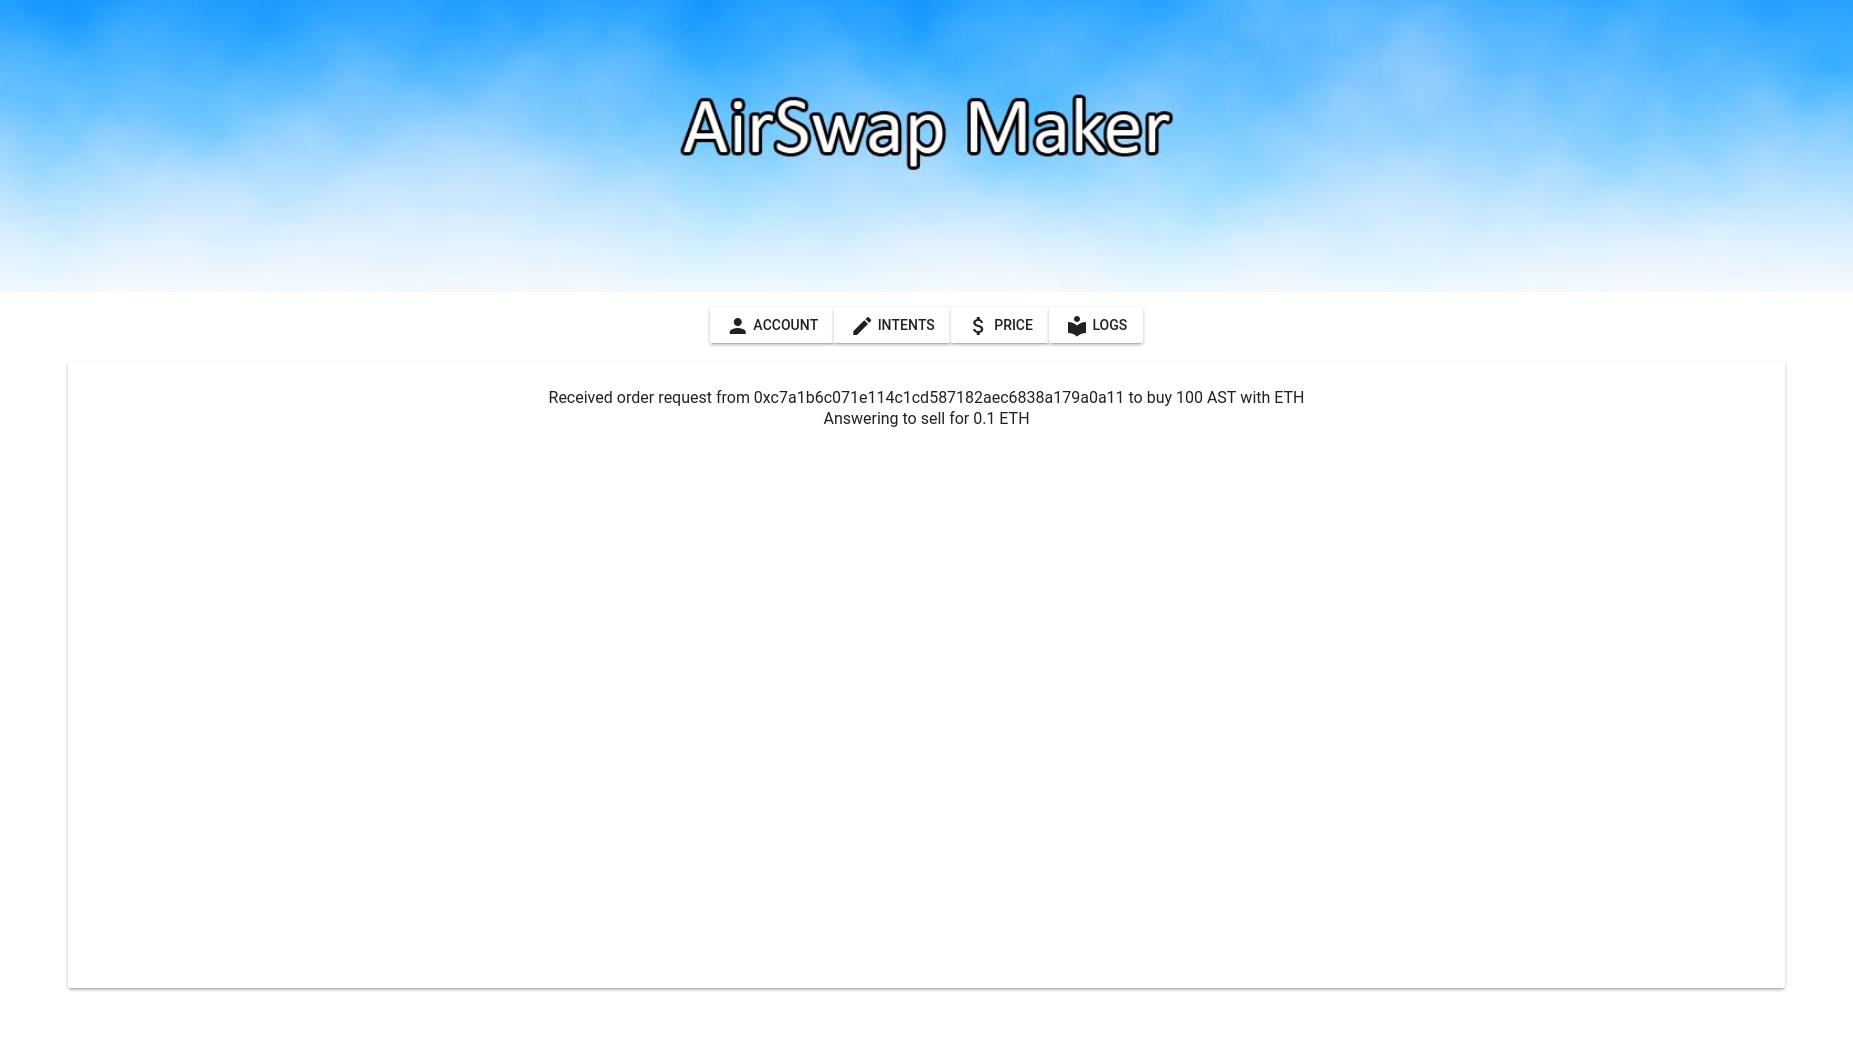 AirSwap Maker
ACCOUNT INTENTS PRICE LOGS
Received order request from 0xc7a1b6c071e114c1cd587182aec6838a179a0a11 to buy 100 AST with ETH
Answering to sell for 0.1 ETH